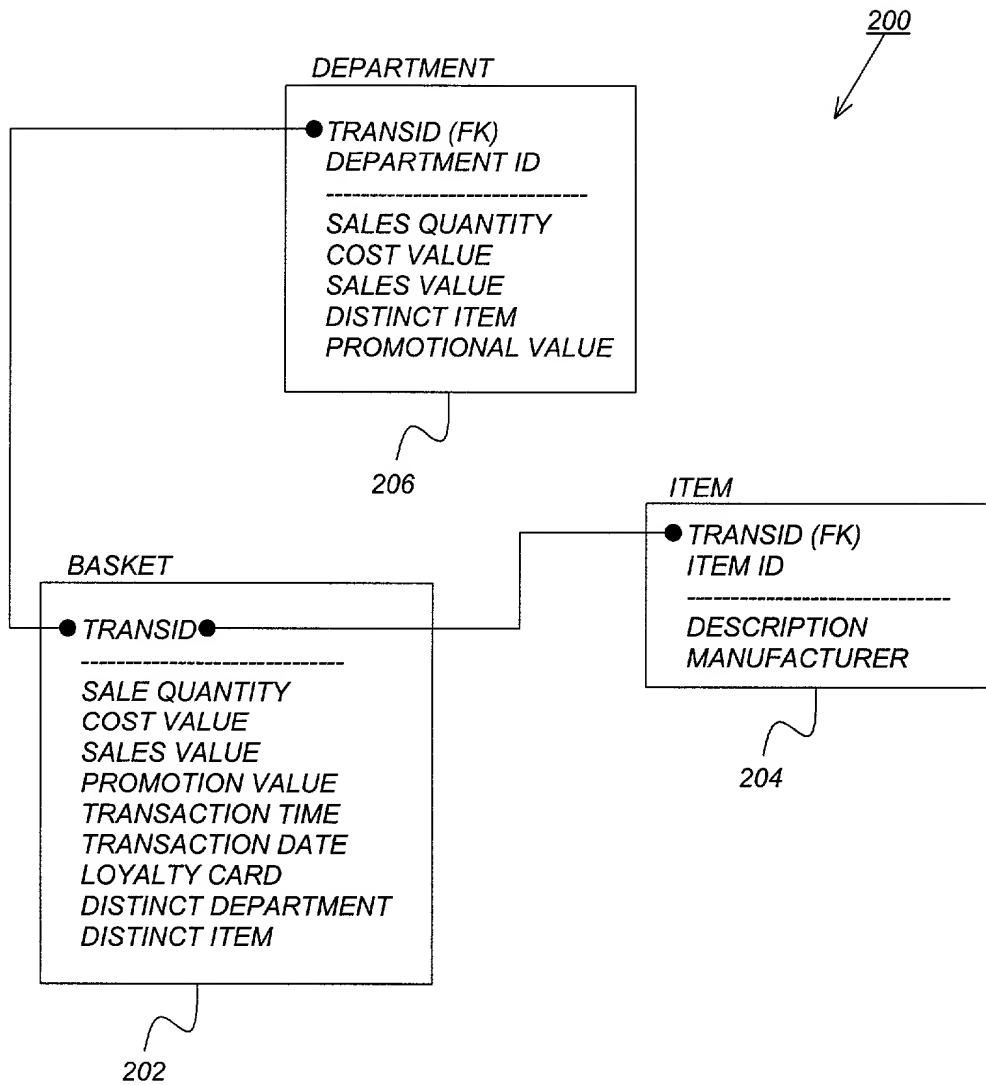 200
DEPARTMENT
TRANSID (FK)
DEPARTMENT ID
SALES QUANTITY
COST VALUE
SALES VALUE
DISTINCT ITEM
PROMOTIONAL VALUE
206
ITEM
TRANSID (FK)
ITEM ID
DESCRIPTION
MANUFACTURER
204
BASKET
TRANSID
SALE QUANTITY
COST VALUE
SALES VALUE
PROMOTION VALUE
TRANSACTION TIME
TRANSACTION DATE
LOYALTY CARD
DISTINCT DEPARTMENT
DISTINCT ITEM
202